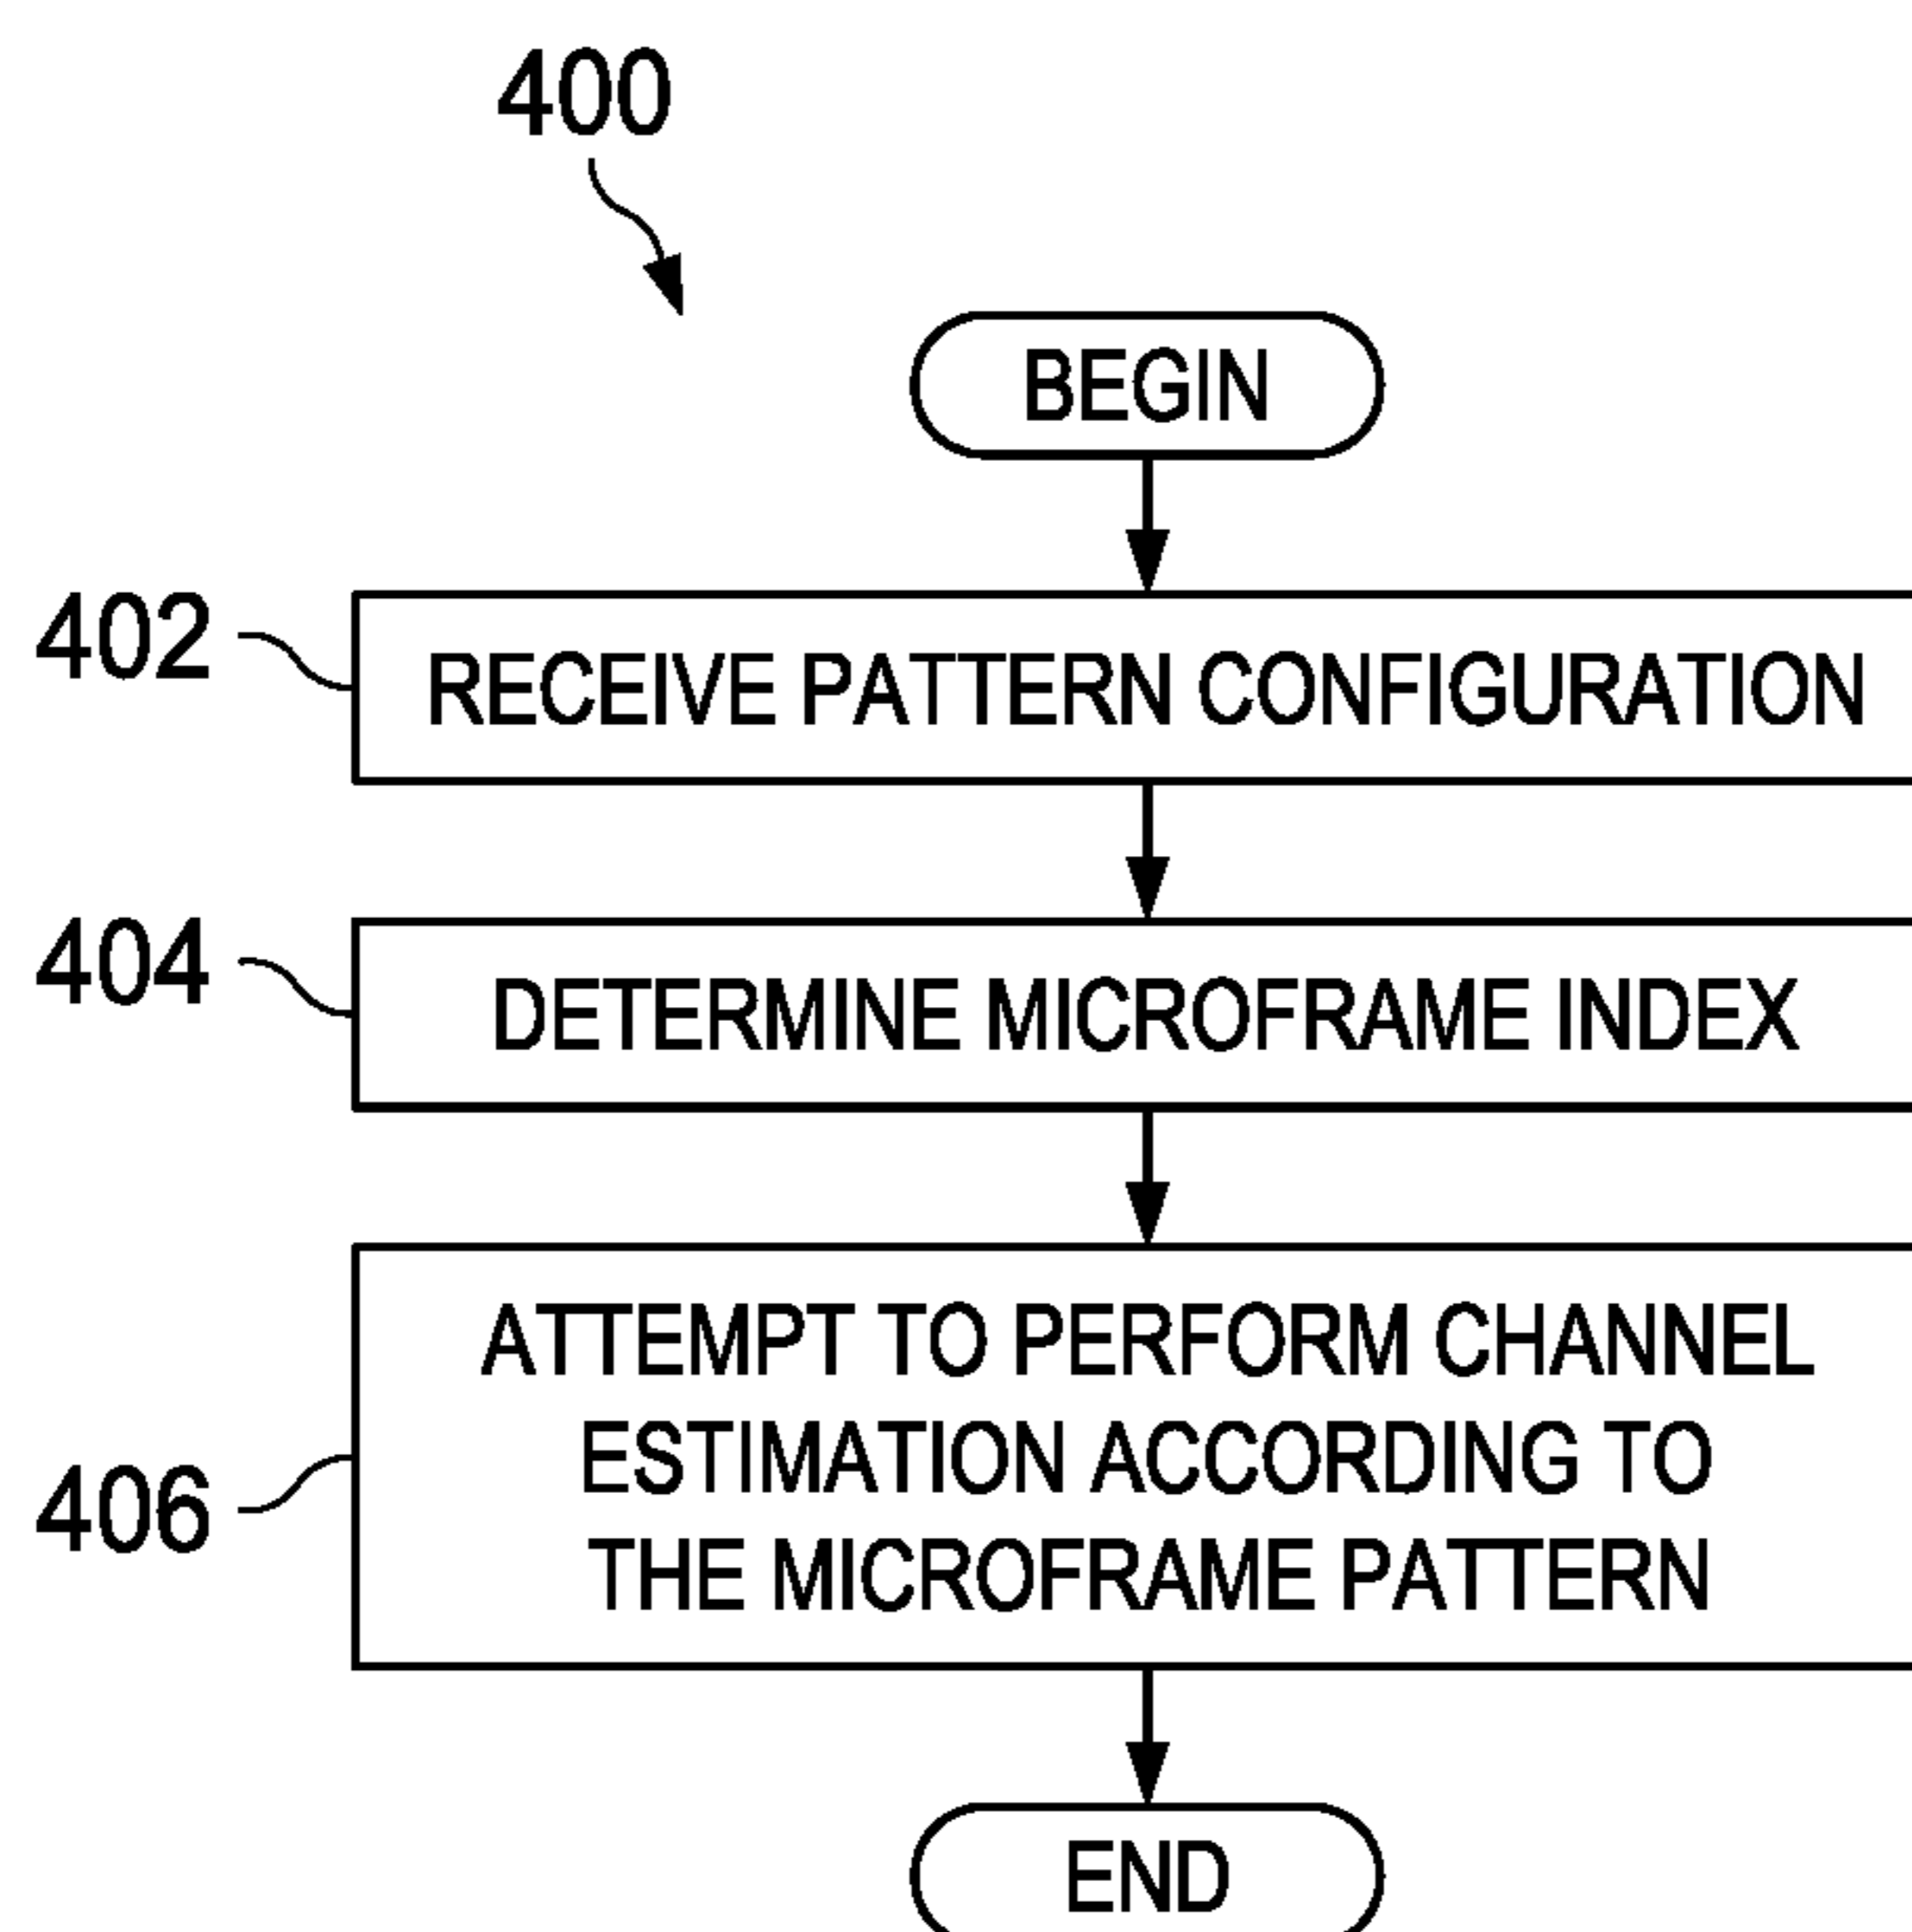 400
BEGIN
402
RECEIVE PATTERN CONFIGURATION
404
DETERMINE MICROFRAME INDEX
406
ATTEMPT TO PERFORM CHANNEL
ESTIMATION ACCORDING TO
THE MICROFRAME PATTERN
END